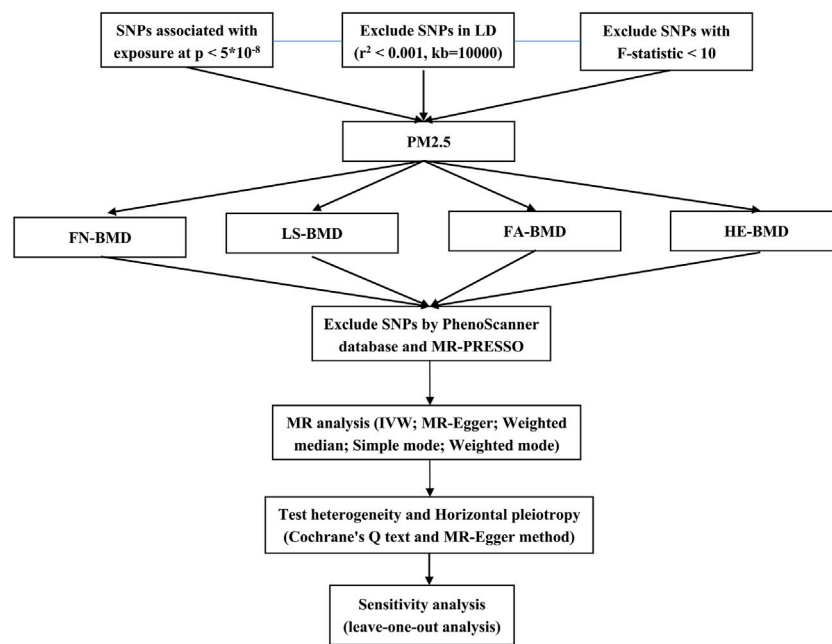 SNPs associated with
exposure at p < 5*10⁻⁸
Exclude SNPs in LD
(r² < 0.001, kb=10000)
Exclude SNPs with
F-statistic < 10
PM2.5
FN-BMD
LS-BMD
FA-BMD
HE-BMD
Exclude SNPs by PhenoScanner
database and MR-PRESSO
MR analysis (IVW; MR-Egger; Weighted
median; Simple mode; Weighted mode)
Test heterogeneity and Horizontal pleiotropy
(Cochrane's Q text and MR-Egger method)
Sensitivity analysis
(leave-one-out analysis)